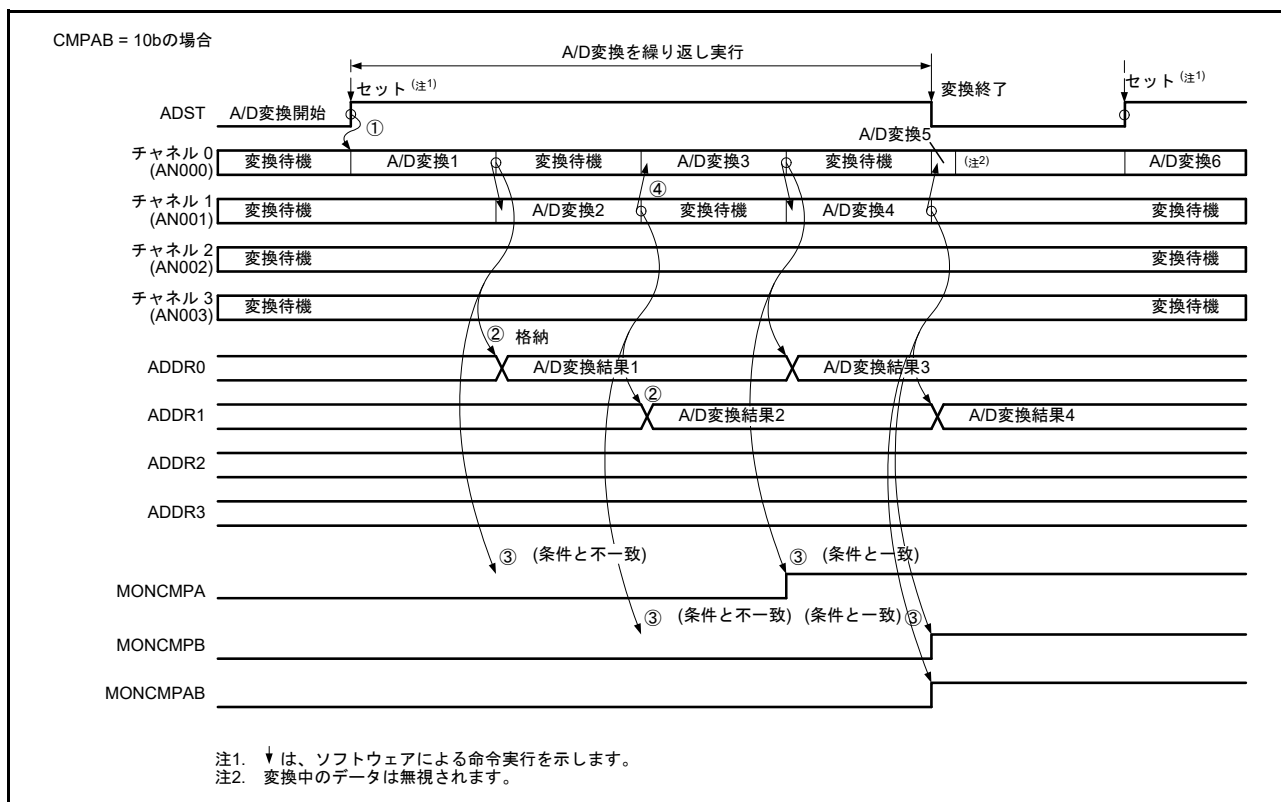 CMPAB = 10bの場合
A/D変換を繰り返し実行
セット (注1)
変換終了
セット (注1)
ADST
A/D変換開始
①
A/D変換5
チャネル 0
(AN000)
変換待機
A/D変換1
変換待機
A/D変換3
変換待機
(注2)
A/D変換6
④
チャネル 1
(AN001)
変換待機
A/D変換2
変換待機
A/D変換4
変換待機
チャネル 2
(AN002)
変換待機
変換待機
チャネル 3
(AN003)
変換待機
変換待機
② 格納
ADDR0
A/D変換結果1
A/D変換結果3
②
ADDR1
A/D変換結果2
A/D変換結果4
ADDR2
ADDR3
③ (条件と不一致)
③ (条件と一致)
MONCMPA
③ (条件と不一致)
(条件と一致) ③
MONCMPB
MONCMPAB
注1. は、ソフトウェアによる命令実行を示します。
注2. 変換中のデータは無視されます。